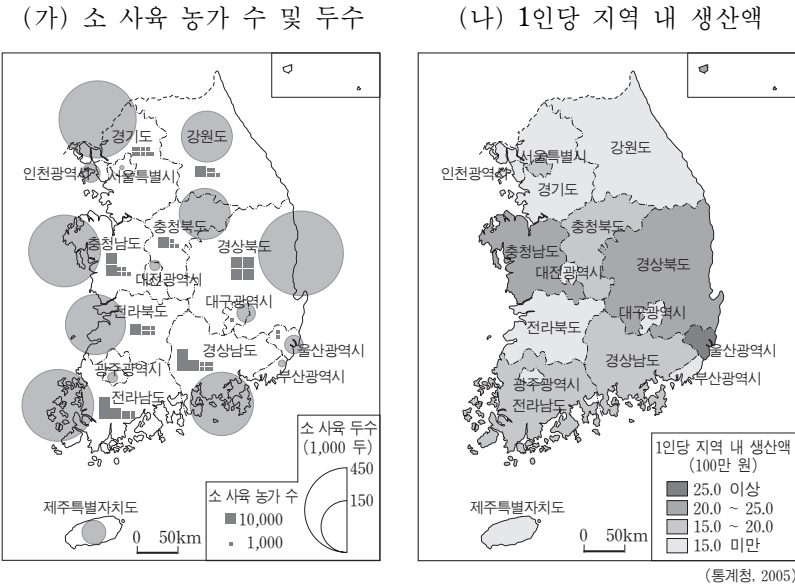 (가) 소 사육 농가 수 및 두수
경기도
강원도
인천광역시
서울특별시
충청북도
충청남도
경상북도
대전광역시
대구광역시
전라북도
경상남도
울산광역시
광주광역시
부산광역시
전라남도
제주특별자치도
0 50km
소 사육 두수
(1,000 두)
450
150
소 사육 농가 수
10,000
1,000
(나) 1인당 지역 내 생산액
서울특별시
강원도
인천광역시
경기도
충청북도
충청남도
경상북도
대전광역시
대구광역시
전라북도
울산광역시
경상남도
부산광역시
광주광역시
전라남도
제주특별자치도
0 50km
1인당 지역 내 생산액
(100만 원)
25.0 이상
20.0 ~ 25.0
15.0 ~ 20.0
15.0 미만
(통계청, 2005)